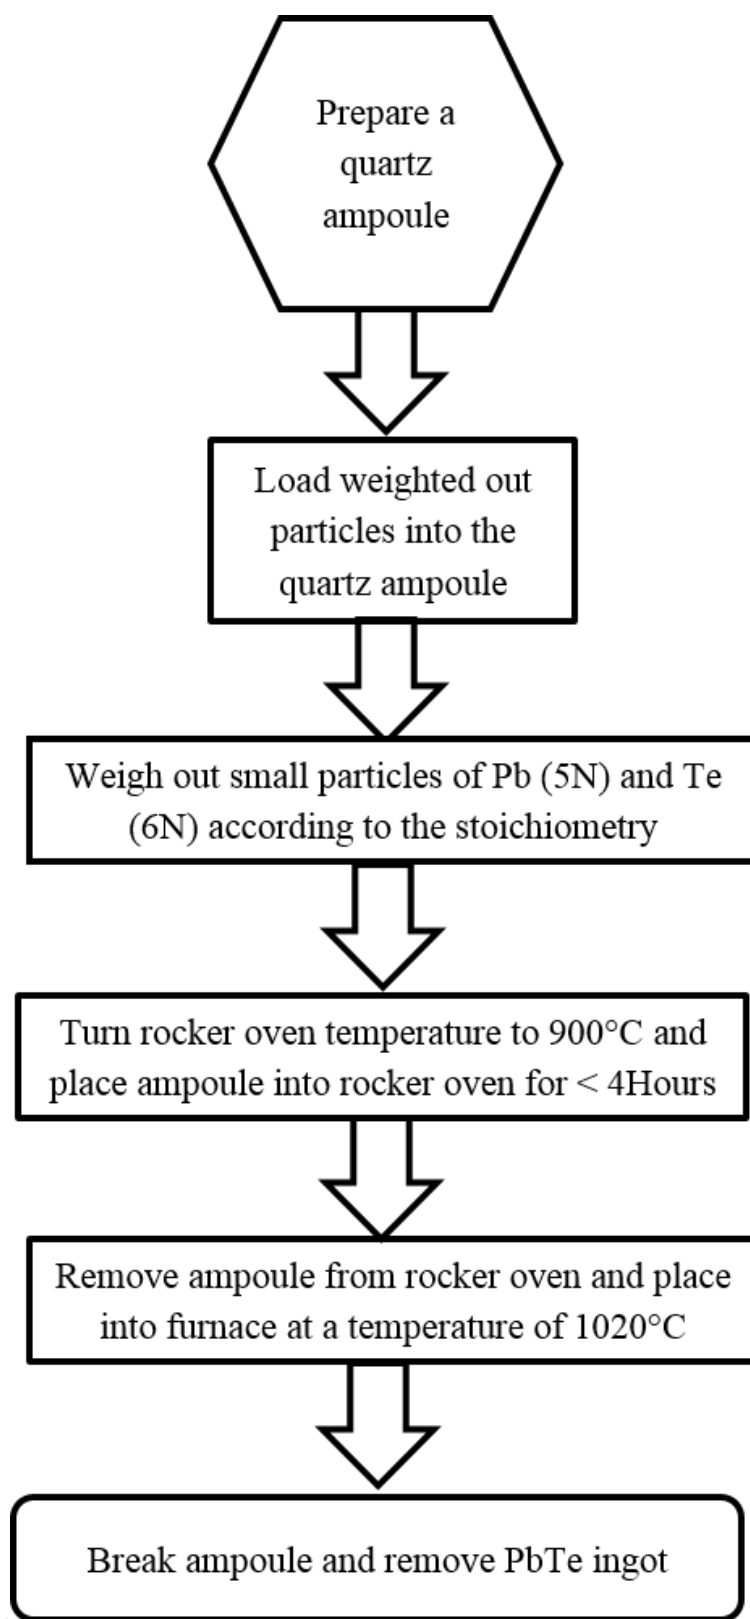 Prepare a
quartz
ampoule
Load weighted out
particles into the
quartz ampoule
Weigh out small particles of Pb (5N) and Te
(6N) according to the stoichiometry
Turn rocker oven temperature to 900°C and
place ampoule into rocker oven for < 4Hours
Remove ampoule from rocker oven and place
into furnace at a temperature of 1020°C
Break ampoule and remove PbTe ingot